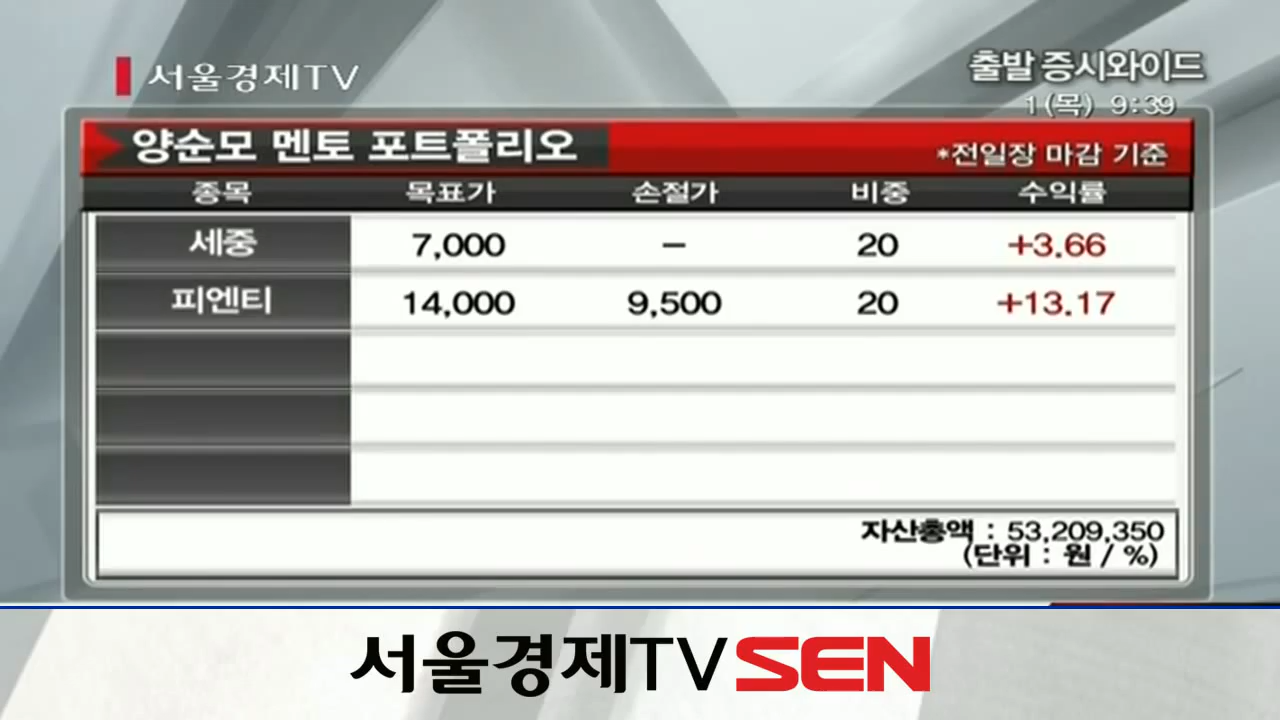 서울경제TV
출발 증시와이드
1(목) 9:39
양순모 멘토 포트폴리오
*전일장 마감 기준
종목 목표가 손절가 비중 수익률
세중 7,000 - 20 +3.66
피엔티 14,000 9,500 20 +13.17
자산총액 : 53,209,350
(단위 : 원 / %)
서울경제TV SEN